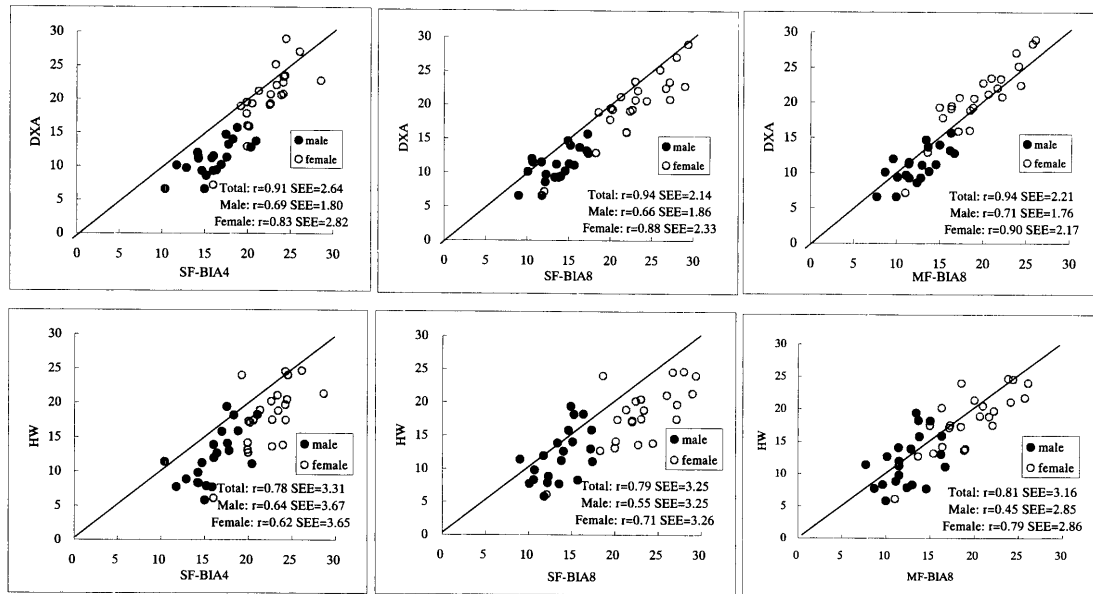 30
25
20
15
10
5
0
DXA
male
female
Total: r=0.91 SEE=2.64
Male: r=0.69 SEE=1.80
Female: r=0.83 SEE=2.82
0 5 10 15 20 25 30
SF-BIA4
30
25
20
15
10
5
0
DXA
male
female
Total: r=0.94 SEE=2.14
Male: r=0.66 SEE=1.86
Female: r=0.88 SEE=2.33
0 5 10 15 20 25 30
SF-BIA8
30
25
20
15
10
5
0
DXA
male
female
Total: r=0.94 SEE=2.21
Male: r=0.71 SEE=1.76
Female: r=0.90 SEE=2.17
0 5 10 15 20 25 30
MF-BIA8
30
25
20
15
10
5
0
HW
male
female
Total: r=0.78 SEE=3.31
Male: r=0.64 SEE=3.67
Female: r=0.62 SEE=3.65
0 5 10 15 20 25 30
SF-BIA4
30
25
20
15
10
5
0
HW
male
female
Total: r=0.79 SEE=3.25
Male: r=0.55 SEE=3.25
Female: r=0.71 SEE=3.26
0 5 10 15 20 25 30
SF-BIA8
30
25
20
15
10
5
0
HW
male
female
Total: r=0.81 SEE=3.16
Male: r=0.45 SEE=2.85
Female: r=0.79 SEE=2.86
0 5 10 15 20 25 30
MF-BIA8